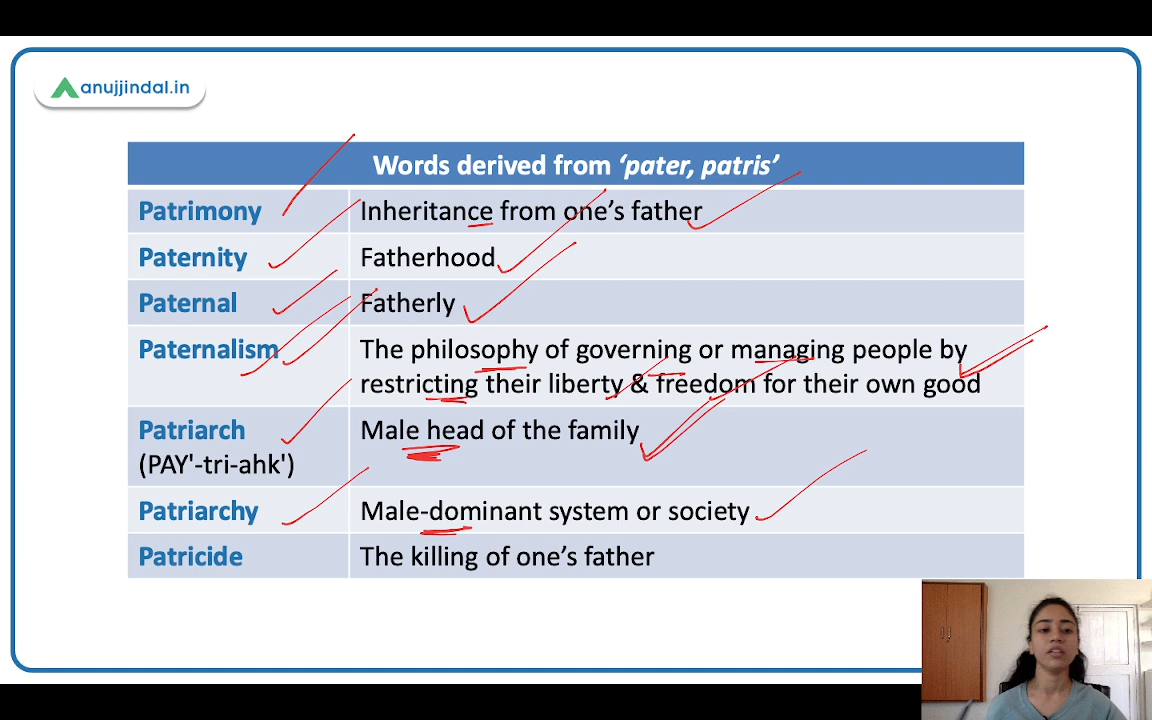 anujjindal.in
Words derived from ‘pater, patris’
Patrimony Inheritance from one’s father
Paternity Fatherhood
Paternal Fatherly
Paternalism The philosophy of governing or managing people by
restricting their liberty & freedom for their own good
Patriarch Male head of the family
(PAY'-tri-ahk')
Patriarchy Male-dominant system or society
Patricide The killing of one’s father